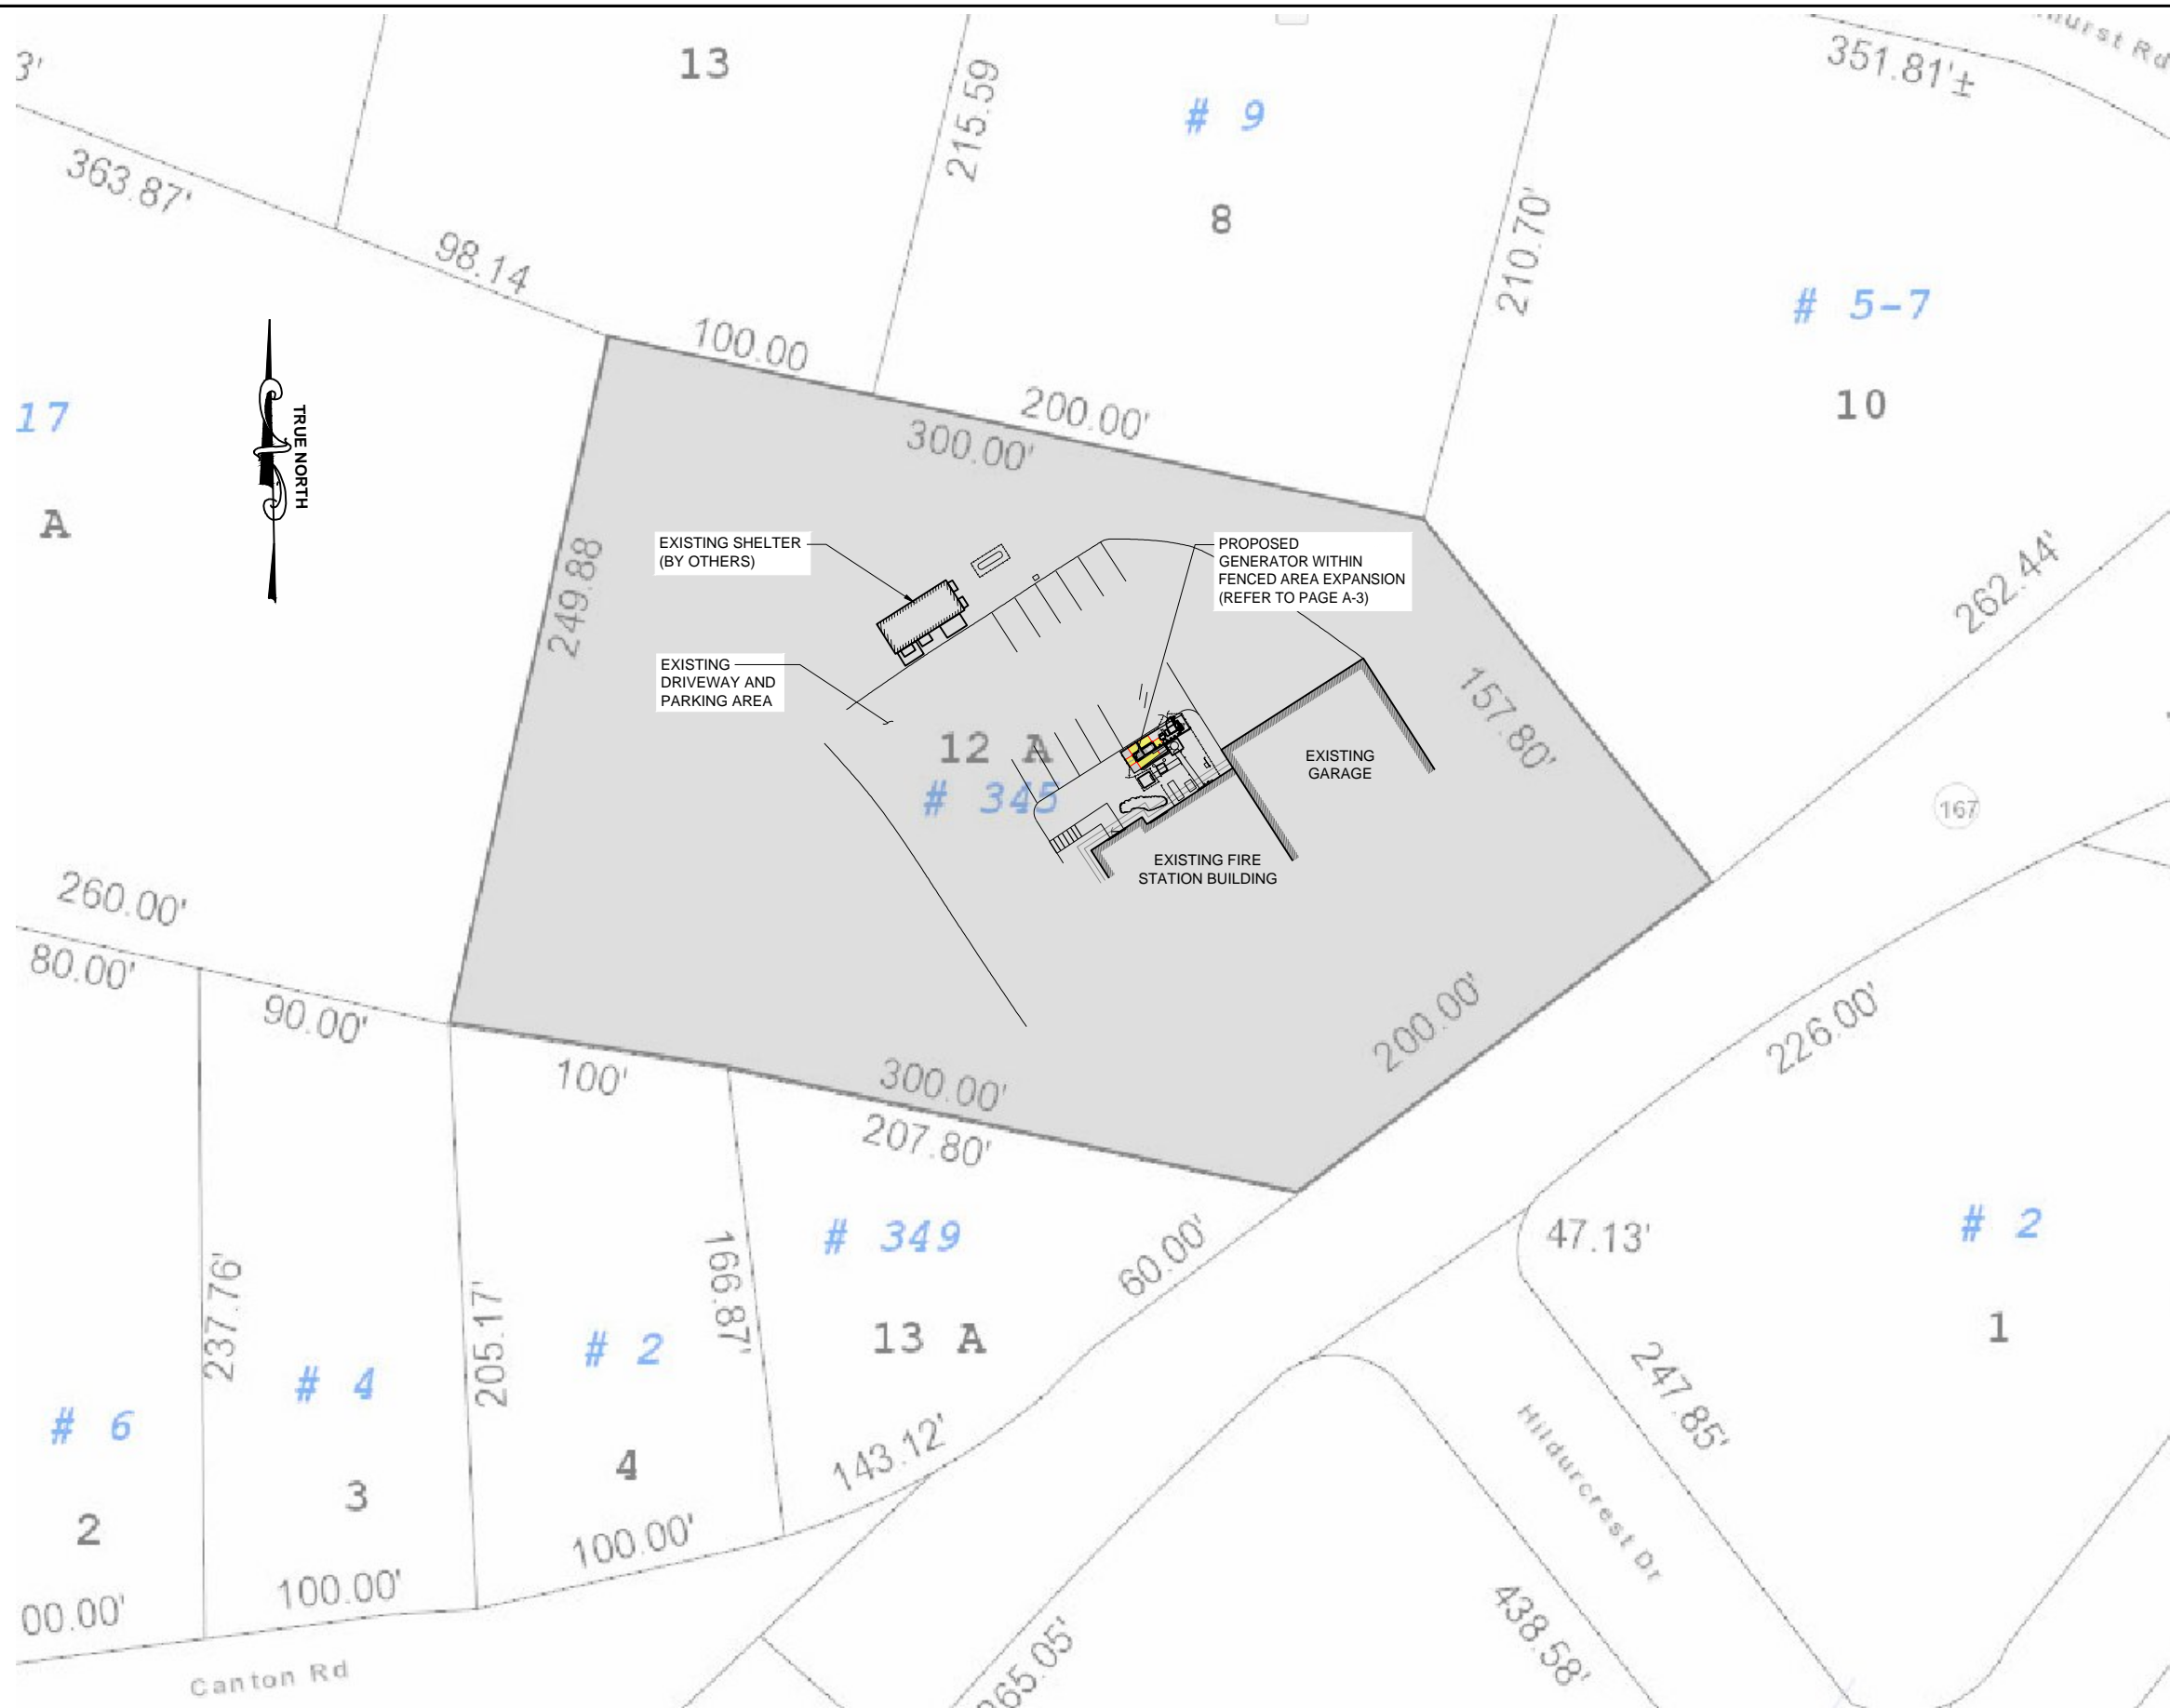 3'
13
215.59
# 9
8
351.81'±
hurst Rd
363.87'
98.14
210.70'
# 5-7
10
100.00
200.00'
300.00'
17
A
TRUE NORTH
249.88
EXISTING SHELTER
(BY OTHERS)
PROPOSED
GENERATOR WITHIN
FENCED AREA EXPANSION
(REFER TO PAGE A-3)
262.44'
EXISTING
DRIVEWAY AND
PARKING AREA
157.80'
12 A
# 345
EXISTING
GARAGE
167
EXISTING FIRE
STATION BUILDING
260.00'
80.00'
90.00'
100'
300.00'
207.80'
200.00'
226.00'
# 349
13 A
60.00'
47.13'
# 2
1
237.76'
205.17'
166.87'
# 2
4
# 4
3
# 6
2
143.12'
247.85'
Hildurcrest Dr
100.00'
100.00'
00.00'
438.58'
265.05'
Canton Rd